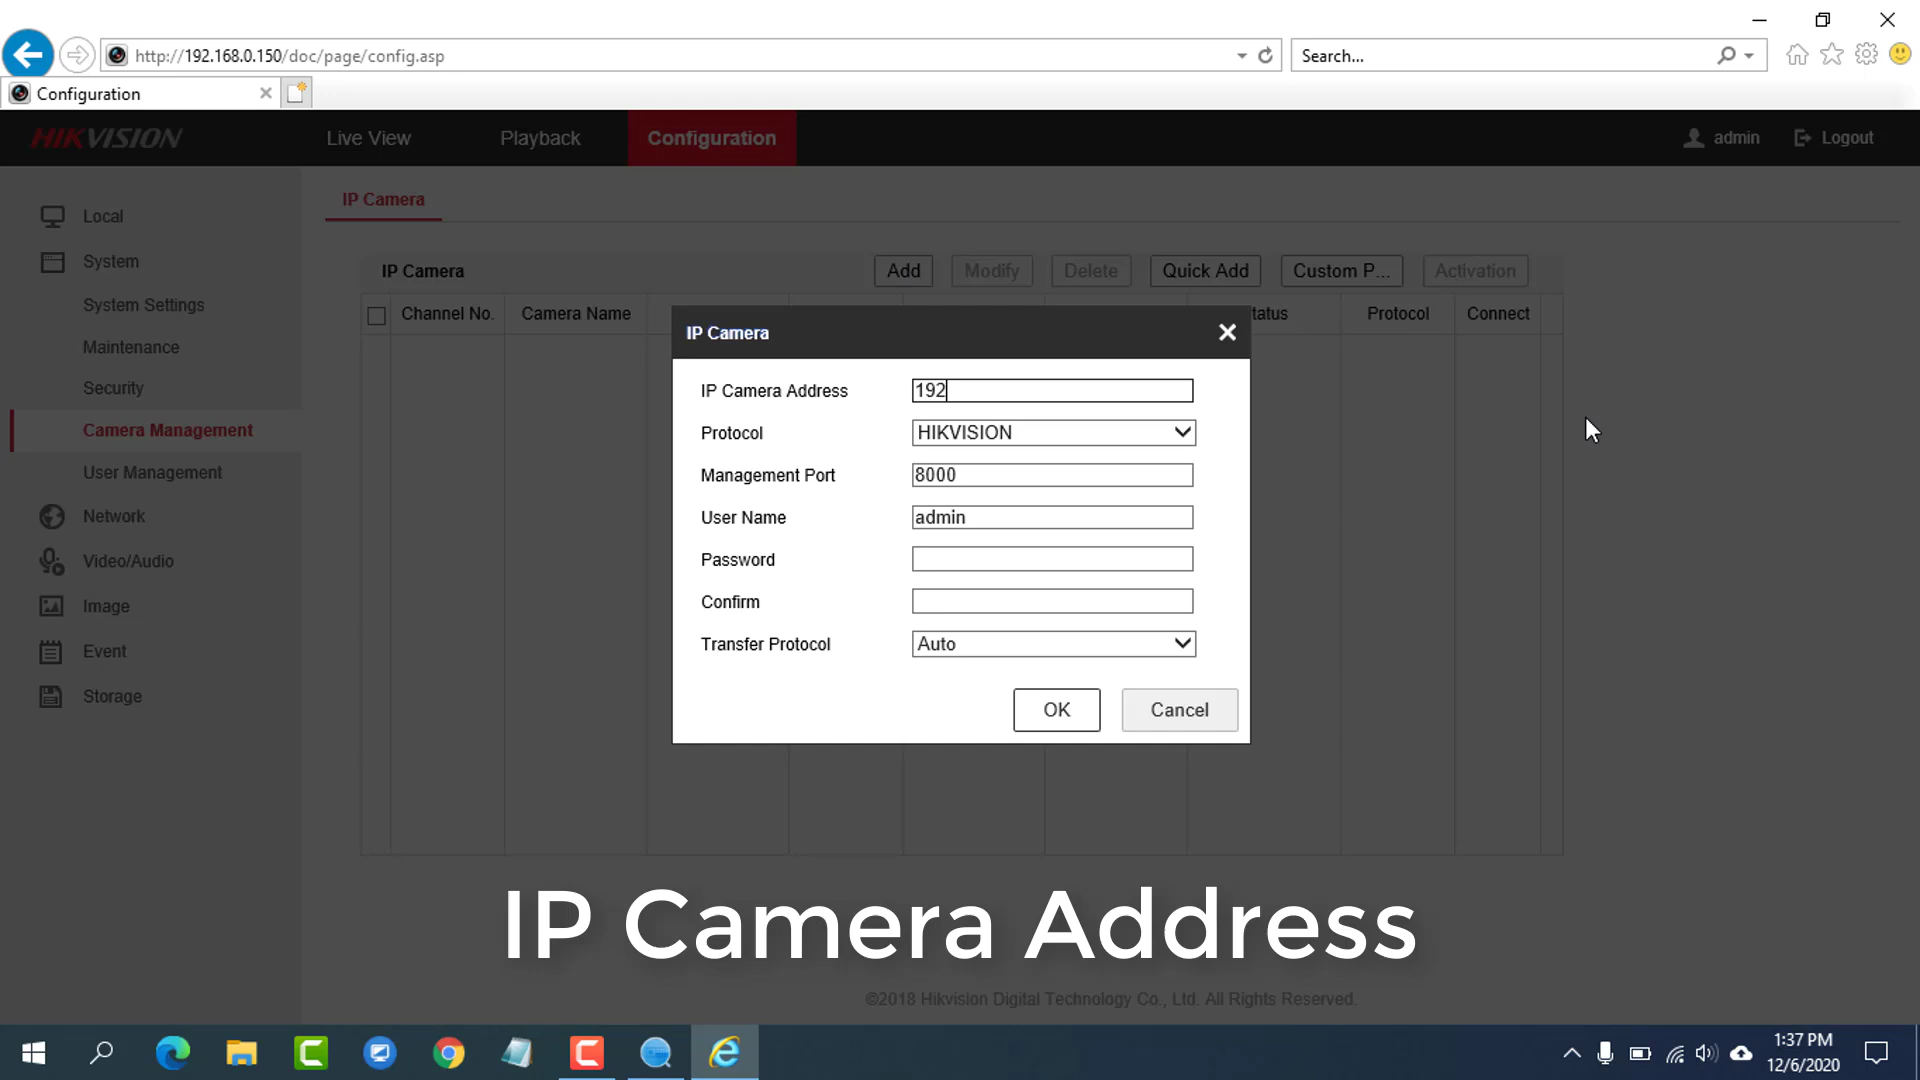 http://192.168.0.150/doc/page/config.asp
Search...
Configuration
HIKVISION
Live View
Playback
Configuration
admin
Logout
IP Camera
Local
System
System Settings
Maintenance
Security
Camera Management
User Management
Network
Video/Audio
Image
Event
Storage
IP Camera
Add
Modify
Delete
Quick Add
Custom P...
Activation
Channel No.
Camera Name
tatus
Protocol
Connect
IP Camera
IP Camera Address
192
Protocol
HIKVISION
Management Port
8000
User Name
admin
Password
Confirm
Transfer Protocol
Auto
OK
Cancel
IP Camera Address
©2018 Hikvision Digital Technology Co., Ltd. All Rights Reserved.
1:37 PM
12/6/2020